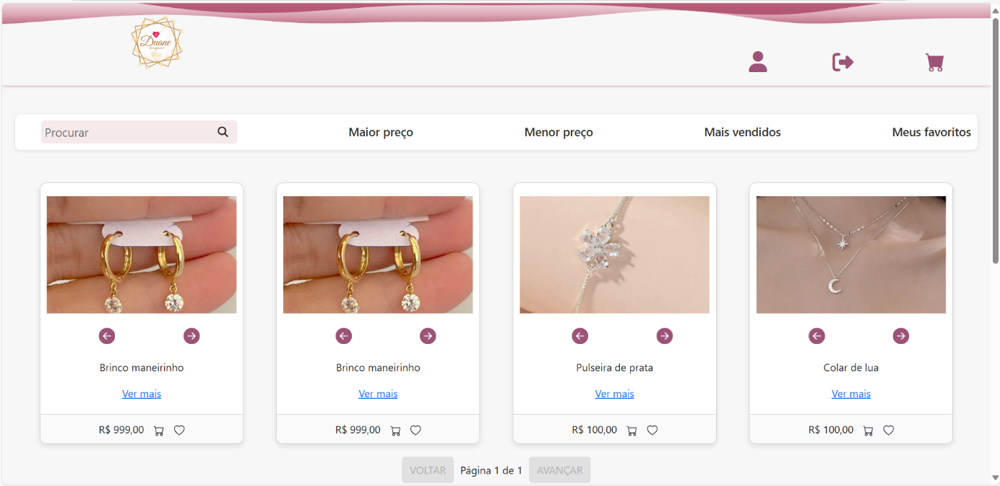 Duane
Procurar
Maior preço
Menor preço
Mais vendidos
Meus favoritos
Brinco maneirinho
Ver mais
R$ 999,00
Brinco maneirinho
Ver mais
R$ 999,00
Pulseira de prata
Ver mais
R$ 100,00
Colar de lua
Ver mais
R$ 100,00
VOLTAR Página 1 de 1 AVANÇAR